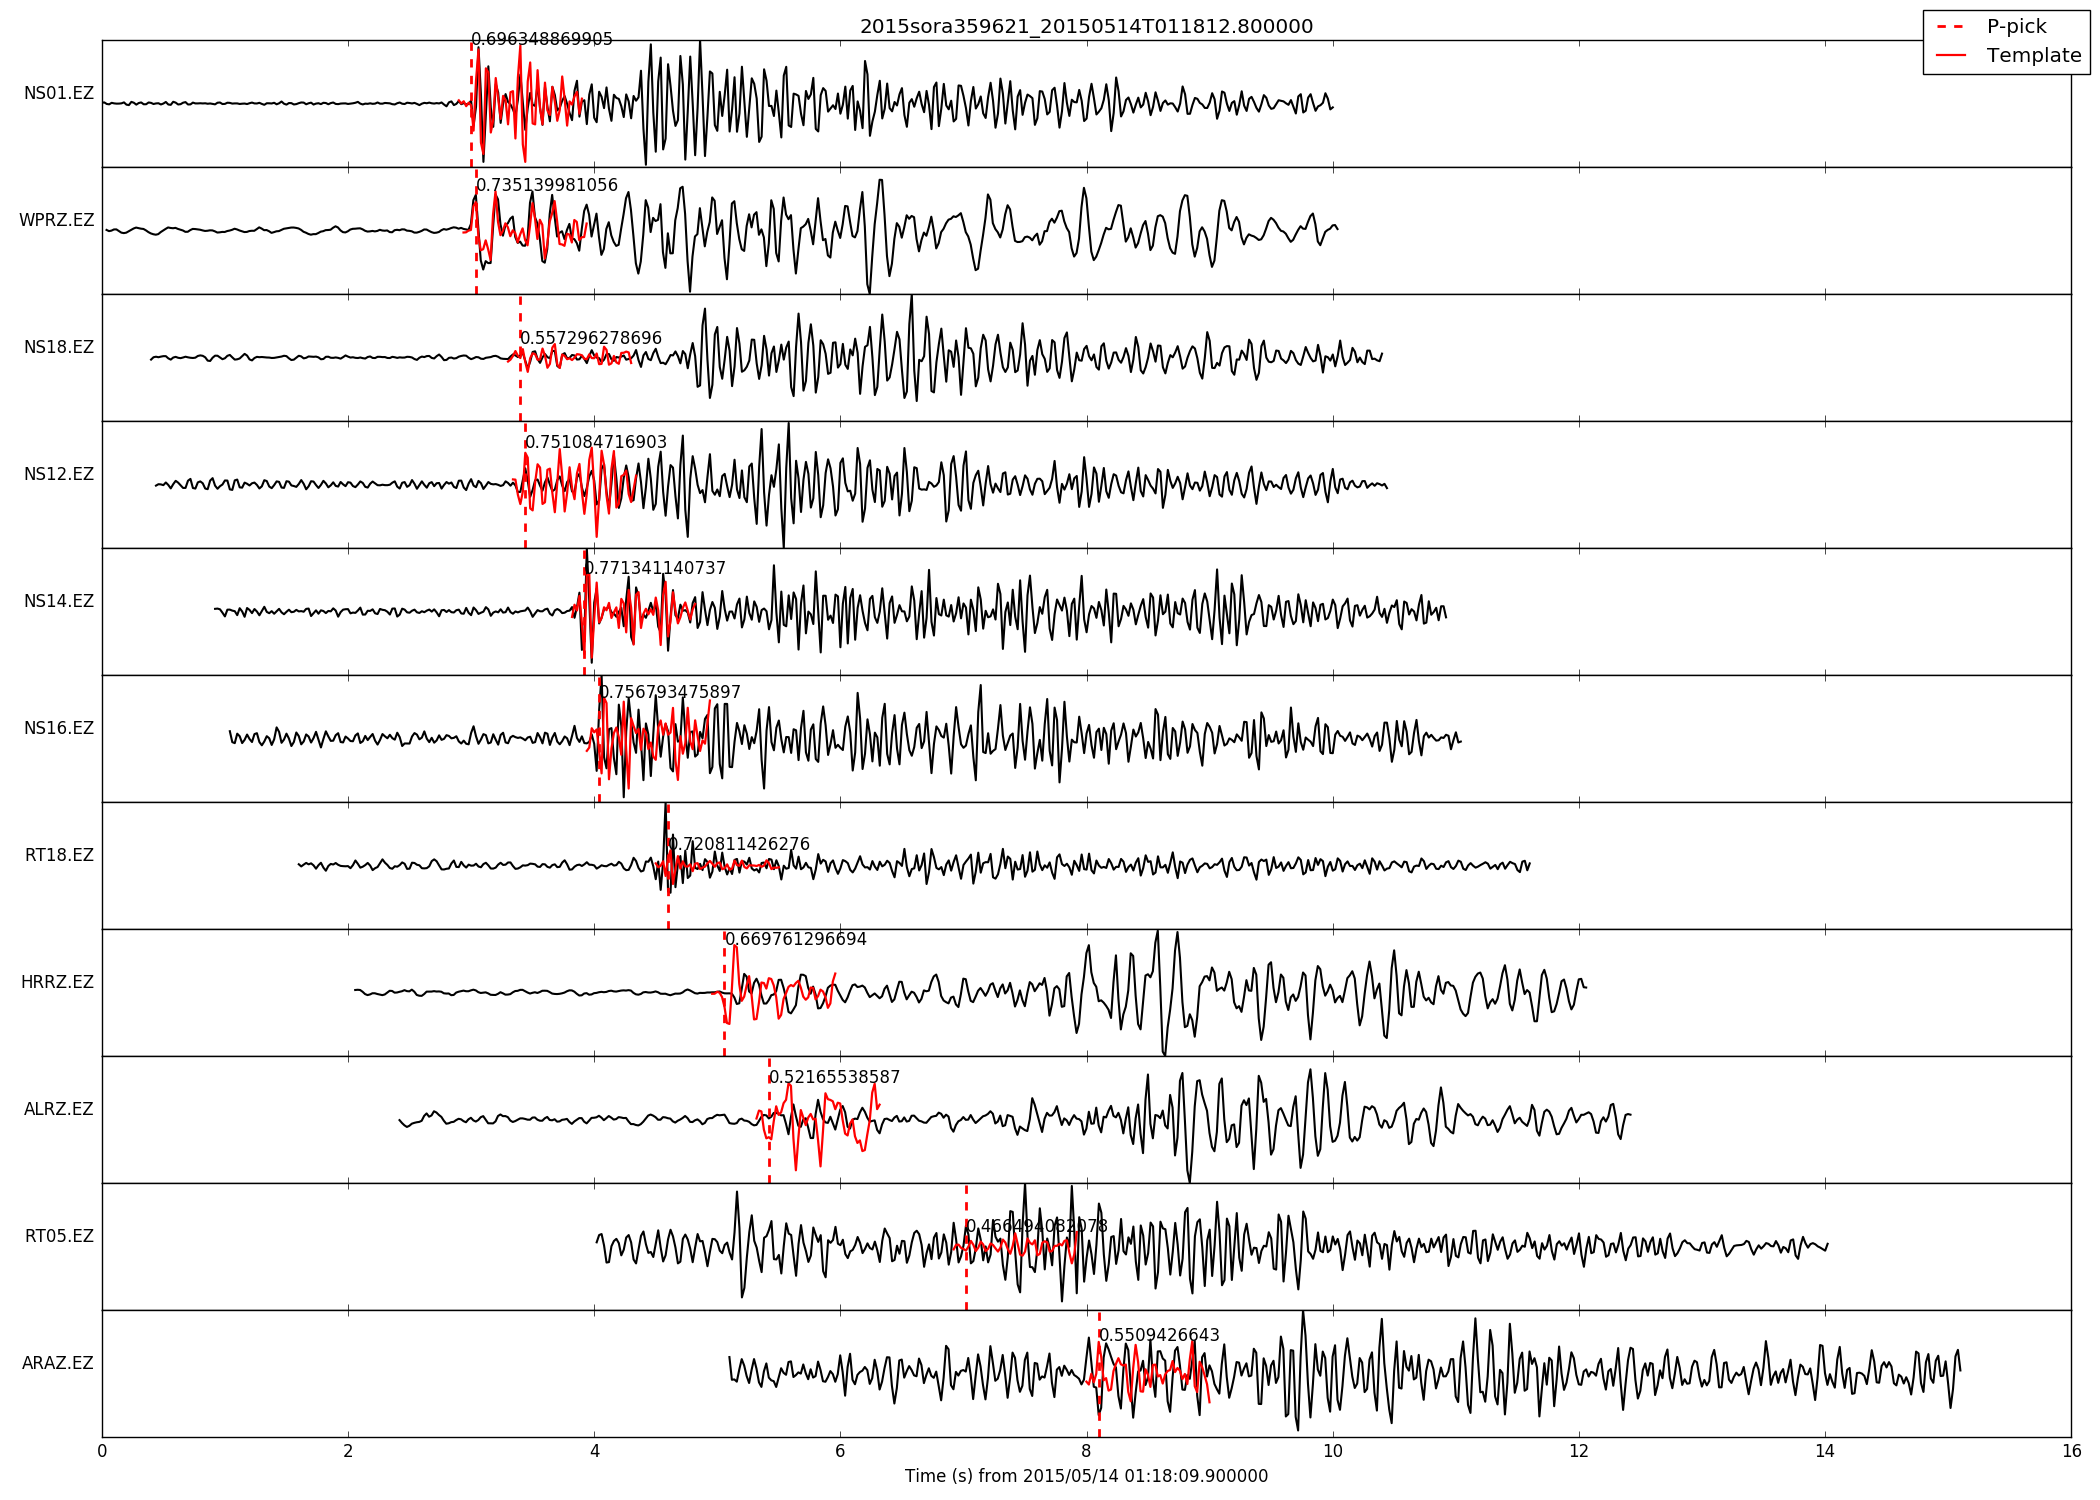 2015sora359621_20150514T011812.800000
P-pick
Template
NS01.EZ
0.696348869905
WPRZ.EZ
0.735139981056
NS18.EZ
0.557296278696
NS12.EZ
0.751084716903
NS14.EZ
0.771341140737
NS16.EZ
0.756793475897
RT18.EZ
0.720811426276
HRRZ.EZ
0.669761296694
ALRZ.EZ
0.52165538587
RT05.EZ
0.466494082078
ARAZ.EZ
0.5509426643
0 2 4 6 8 10 12 14 16
Time (s) from 2015/05/14 01:18:09.900000